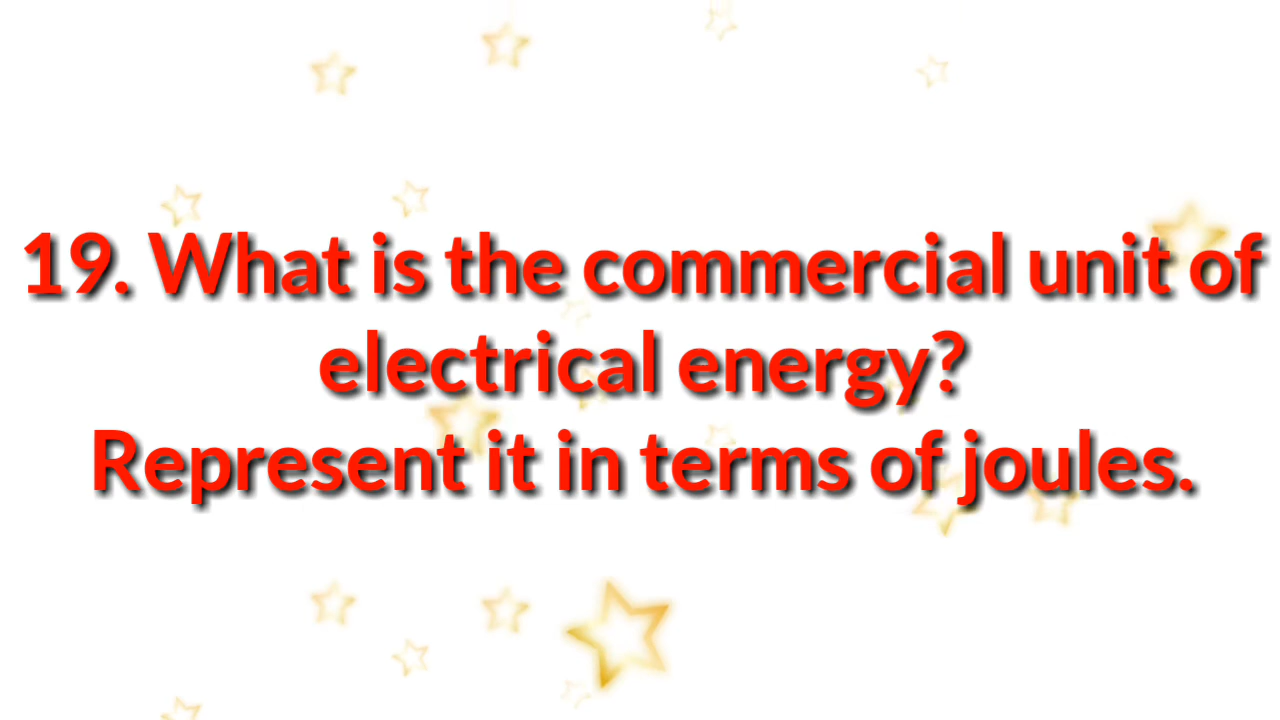 19. What is the commercial unit of
electrical energy?
Represent it in terms of joules.